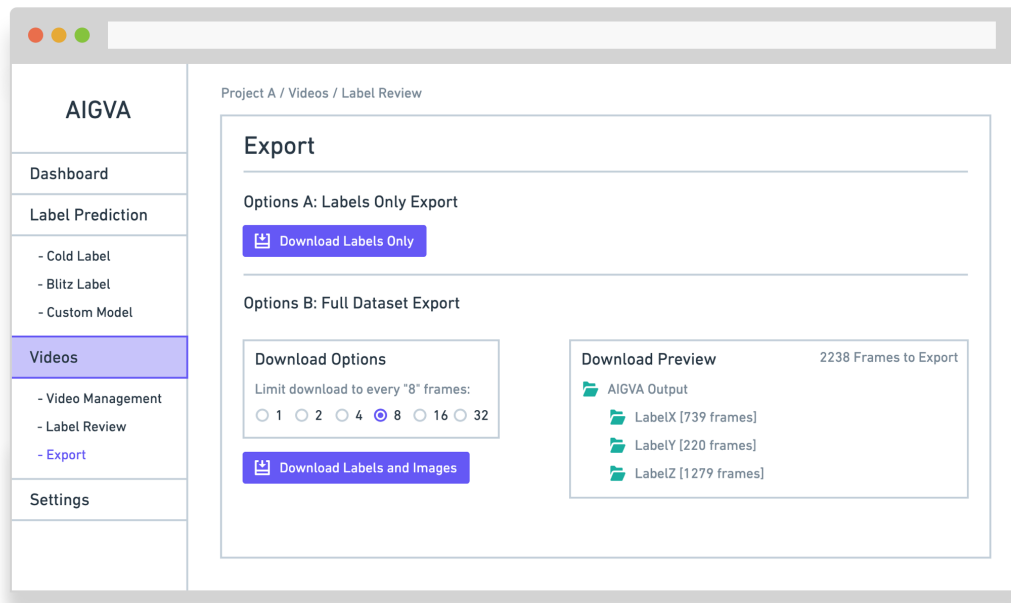 AIGVA
Dashboard
Label Prediction
- Cold Label
- Blitz Label
- Custom Model
Videos
- Video Management
- Label Review
- Export
Settings
Project A / Videos / Label Review
Export
Options A: Labels Only Export
Download Labels Only
Options B: Full Dataset Export
Download Options
Limit download to every "8" frames:
1 2 4 8 16 32
Download Labels and Images
Download Preview 2238 Frames to Export
AIGVA Output
LabelX [739 frames]
LabelY [220 frames]
LabelZ [1279 frames]